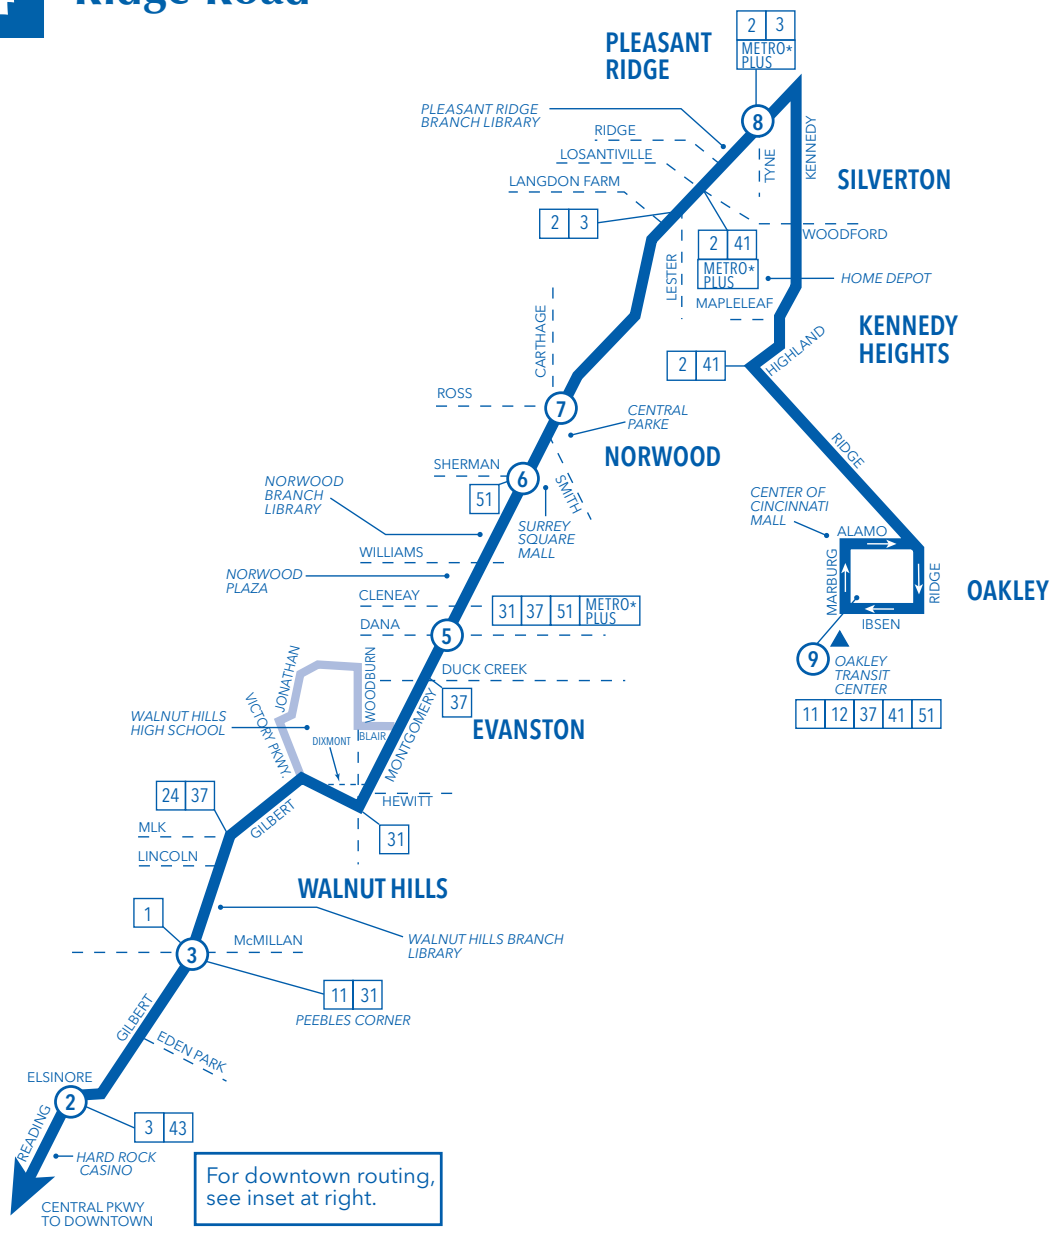 Ridge Road
2 3
METRO*
PLUS
PLEASANT
RIDGE
8
PLEASANT RIDGE
BRANCH LIBRARY
RIDGE
LOSANTIVILLE
LANGDON FARM
TYNE
KENNEDY
SILVERTON
2 3
2 41
METRO*
PLUS
WOODFORD
LESTER
HOME DEPOT
MAPLELEAF
CARTHAGE
KENNEDY
HEIGHTS
HIGHLAND
2 41
ROSS
7
CENTRAL
PARKE
NORWOOD
RIDGE
SHERMAN
6
51
SMITH
NORWOOD
BRANCH
LIBRARY
SURREY
SQUARE
MALL
CENTER OF
CINCINNATI
MALL
ALAMO
MARBURG
RIDGE
IBSEN
OAKLEY
WILLIAMS
NORWOOD
PLAZA
CLENEAY
31 37 51 METRO*
PLUS
DANA
5
9
OAKLEY
TRANSIT
CENTER
11 12 37 41 51
DUCK CREEK
37
JONATHAN
WOODBURN
VICTORY PKWY.
WALNUT HILLS
HIGH SCHOOL
DIXMONT
BLAIR
MONTGOMERY
EVANSTON
24 37
GILBERT
HEWITT
MLK
31
LINCOLN
WALNUT HILLS
1
McMILLAN
3
WALNUT HILLS BRANCH
LIBRARY
11 31
PEEBLES CORNER
GILBERT
EDEN PARK
ELSINORE
2
3 43
READING
HARD ROCK
CASINO
For downtown routing,
see inset at right.
CENTRAL PKWY
TO DOWNTOWN